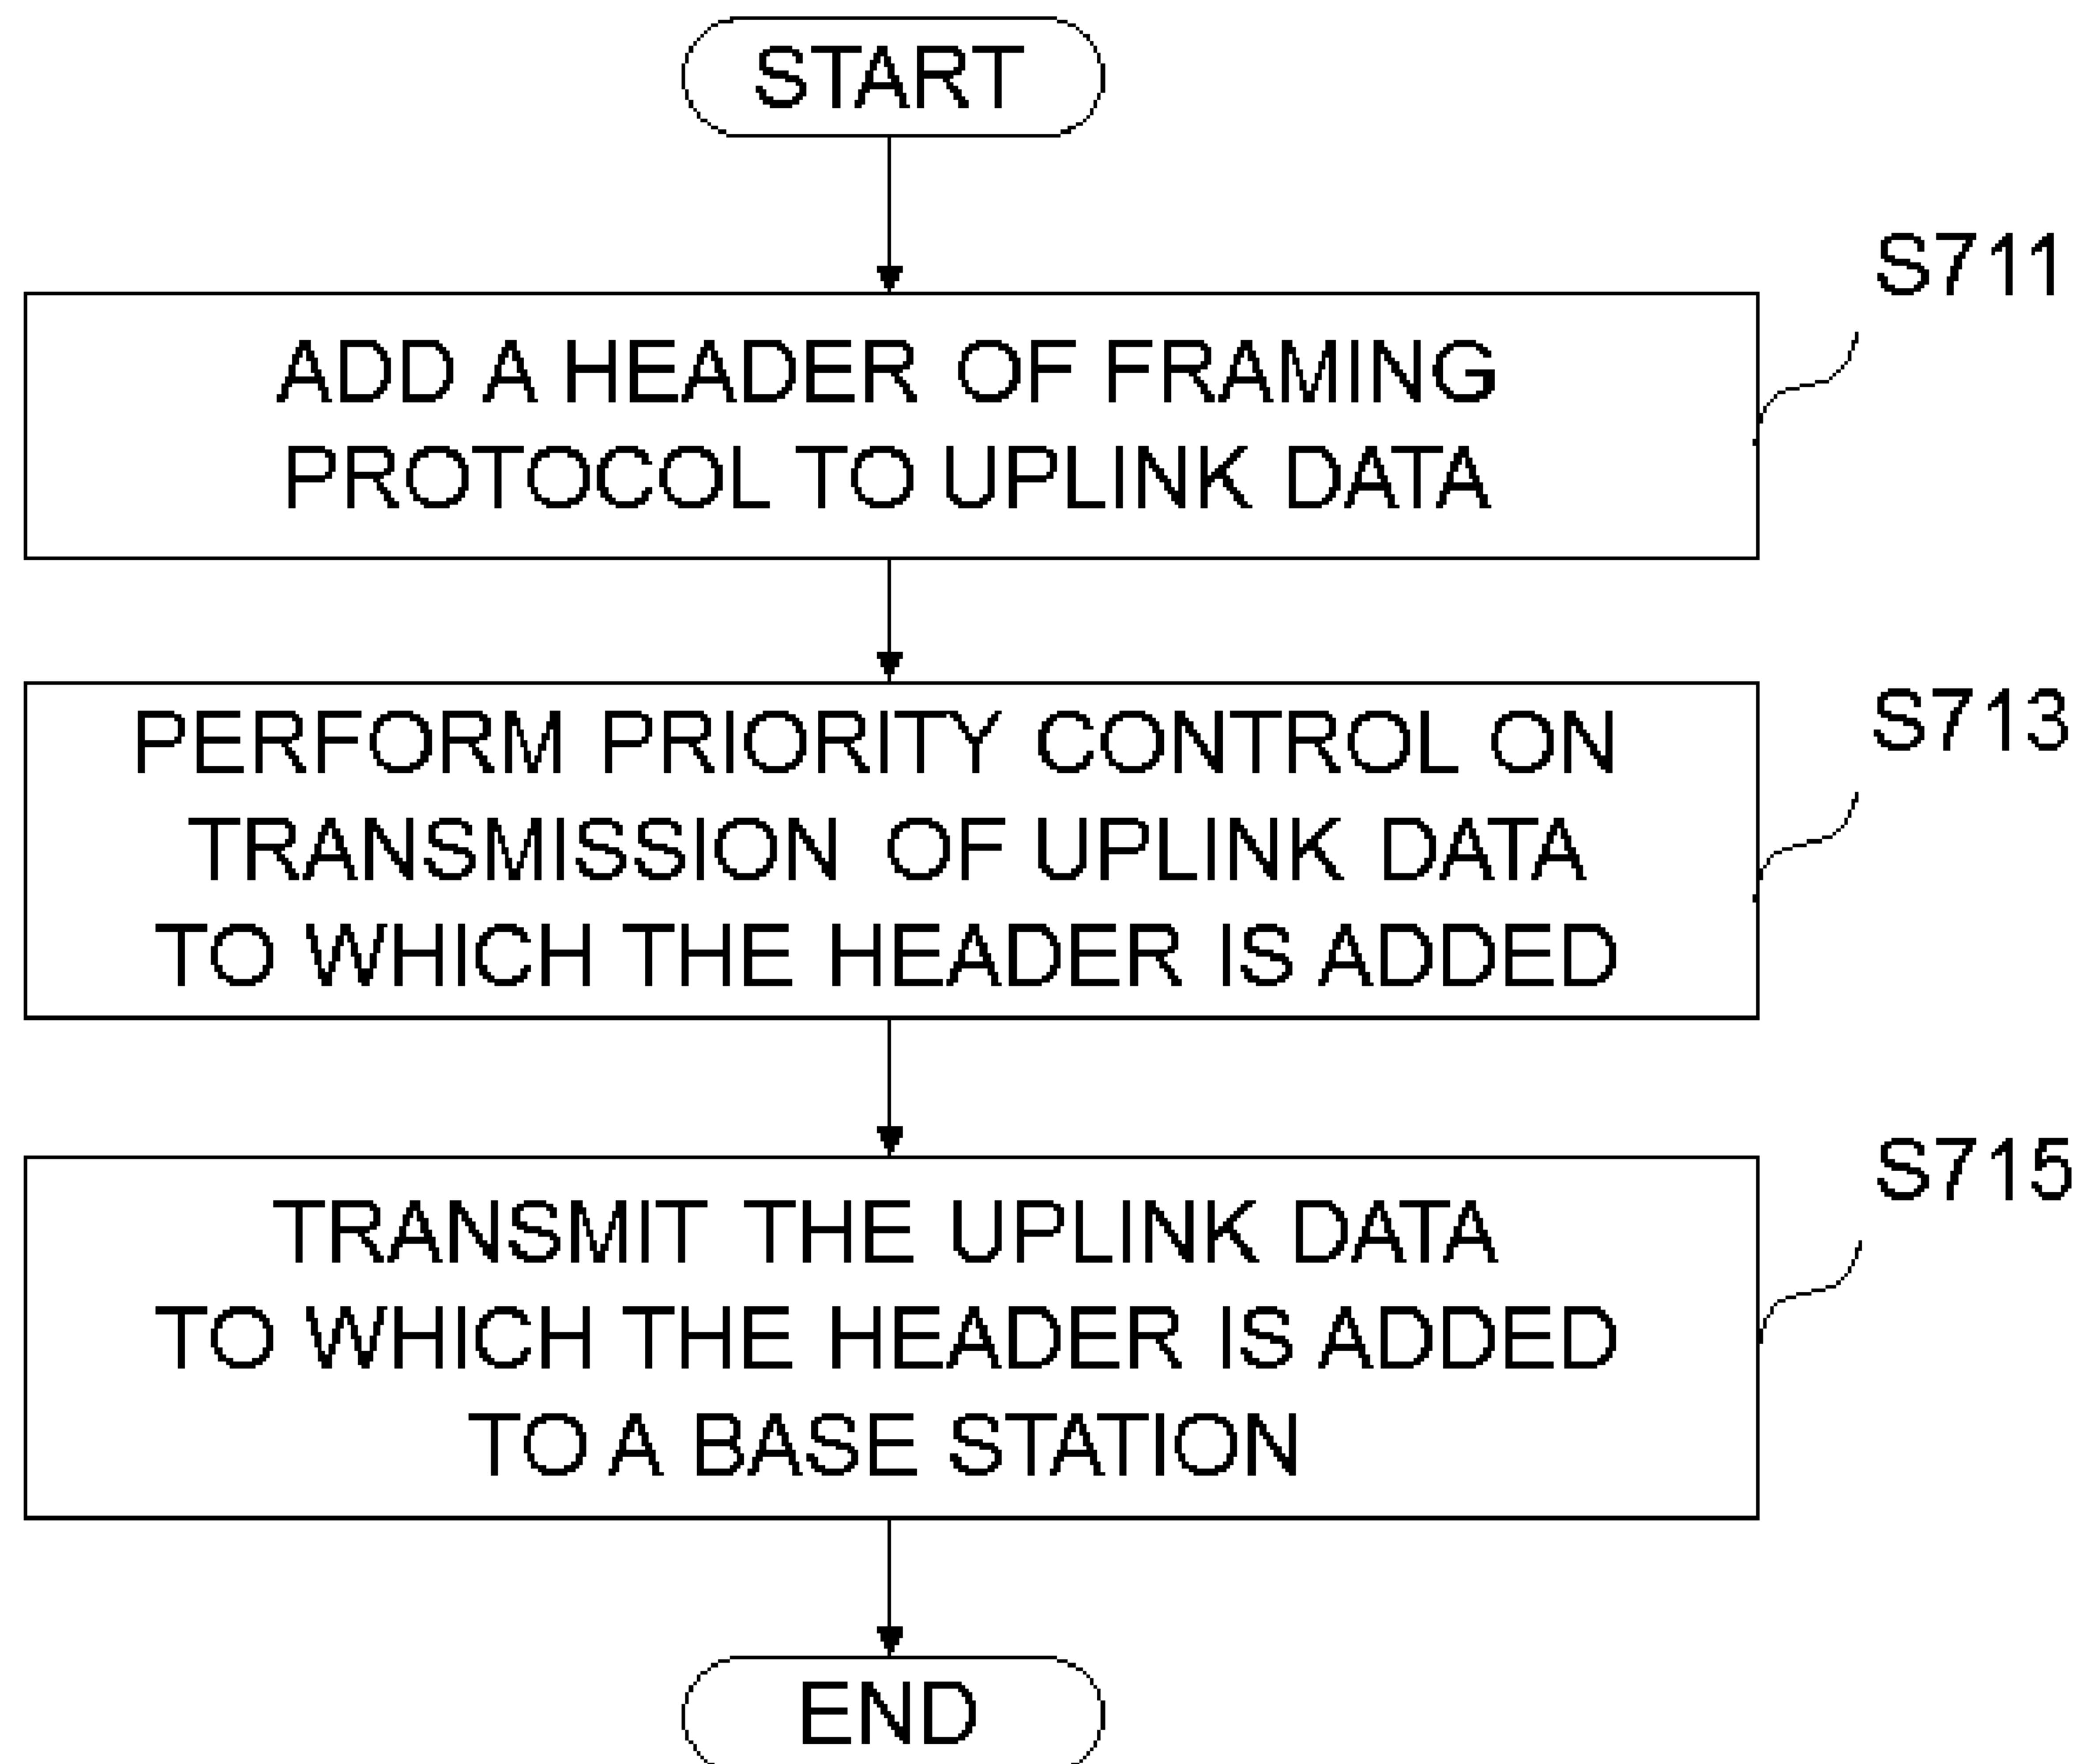 START
S711
ADD A HEADER OF FRAMING
PROTOCOL TO UPLINK DATA
S713
PERFORM PRIORITY CONTROL ON
TRANSMISSION OF UPLINK DATA
TO WHICH THE HEADER IS ADDED
S715
TRANSMIT THE UPLINK DATA
TO WHICH THE HEADER IS ADDED
TO A BASE STATION
END